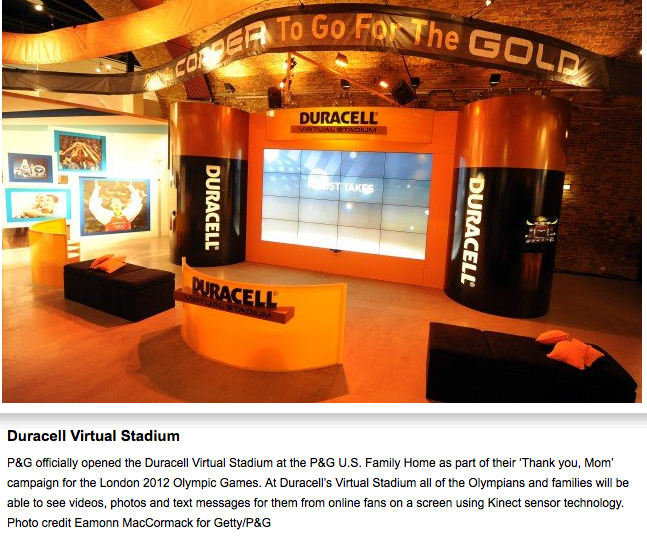 COPPER To Go For The GOLD
DURACELL
VIRTUAL STADIUM
UST TAKES
DURACELL
DURACELL
DURACELL
VIRTUAL STADIUM
Duracell Virtual Stadium
P&G officially opened the Duracell Virtual Stadium at the P&G U.S. Family Home as part of their ‘Thank you, Mom’
campaign for the London 2012 Olympic Games. At Duracell’s Virtual Stadium all of the Olympians and families will be
able to see videos, photos and text messages for them from online fans on a screen using Kinect sensor technology.
Photo credit Eamonn MacCormack for Getty/P&G